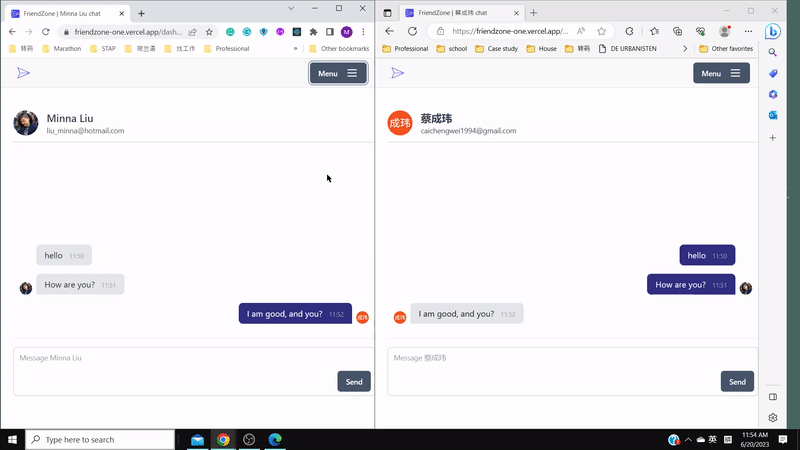 FriendZone | Minna Liu chat
friendzone-one.vercel.app/dash...
转码
Marathon
STAP
荷兰语
找工作
Professional
»
Other bookmarks
Menu
Minna Liu
liu_minna@hotmail.com
hello 11:50
How are you? 11:51
I am good, and you? 11:52
成玮
Message Minna Liu
Send
FriendZone | 蔡成玮 chat
https://friendzone-one.vercel.app/...
Professional
school
Case study
House
转码
DE URBANISTEN
Other favorites
Menu
成玮
蔡成玮
caichengwei1994@gmail.com
hello 11:50
How are you? 11:51
成玮
I am good, and you? 11:52
Message 蔡成玮
Send
Type here to search
英
11:54 AM
6/20/2023